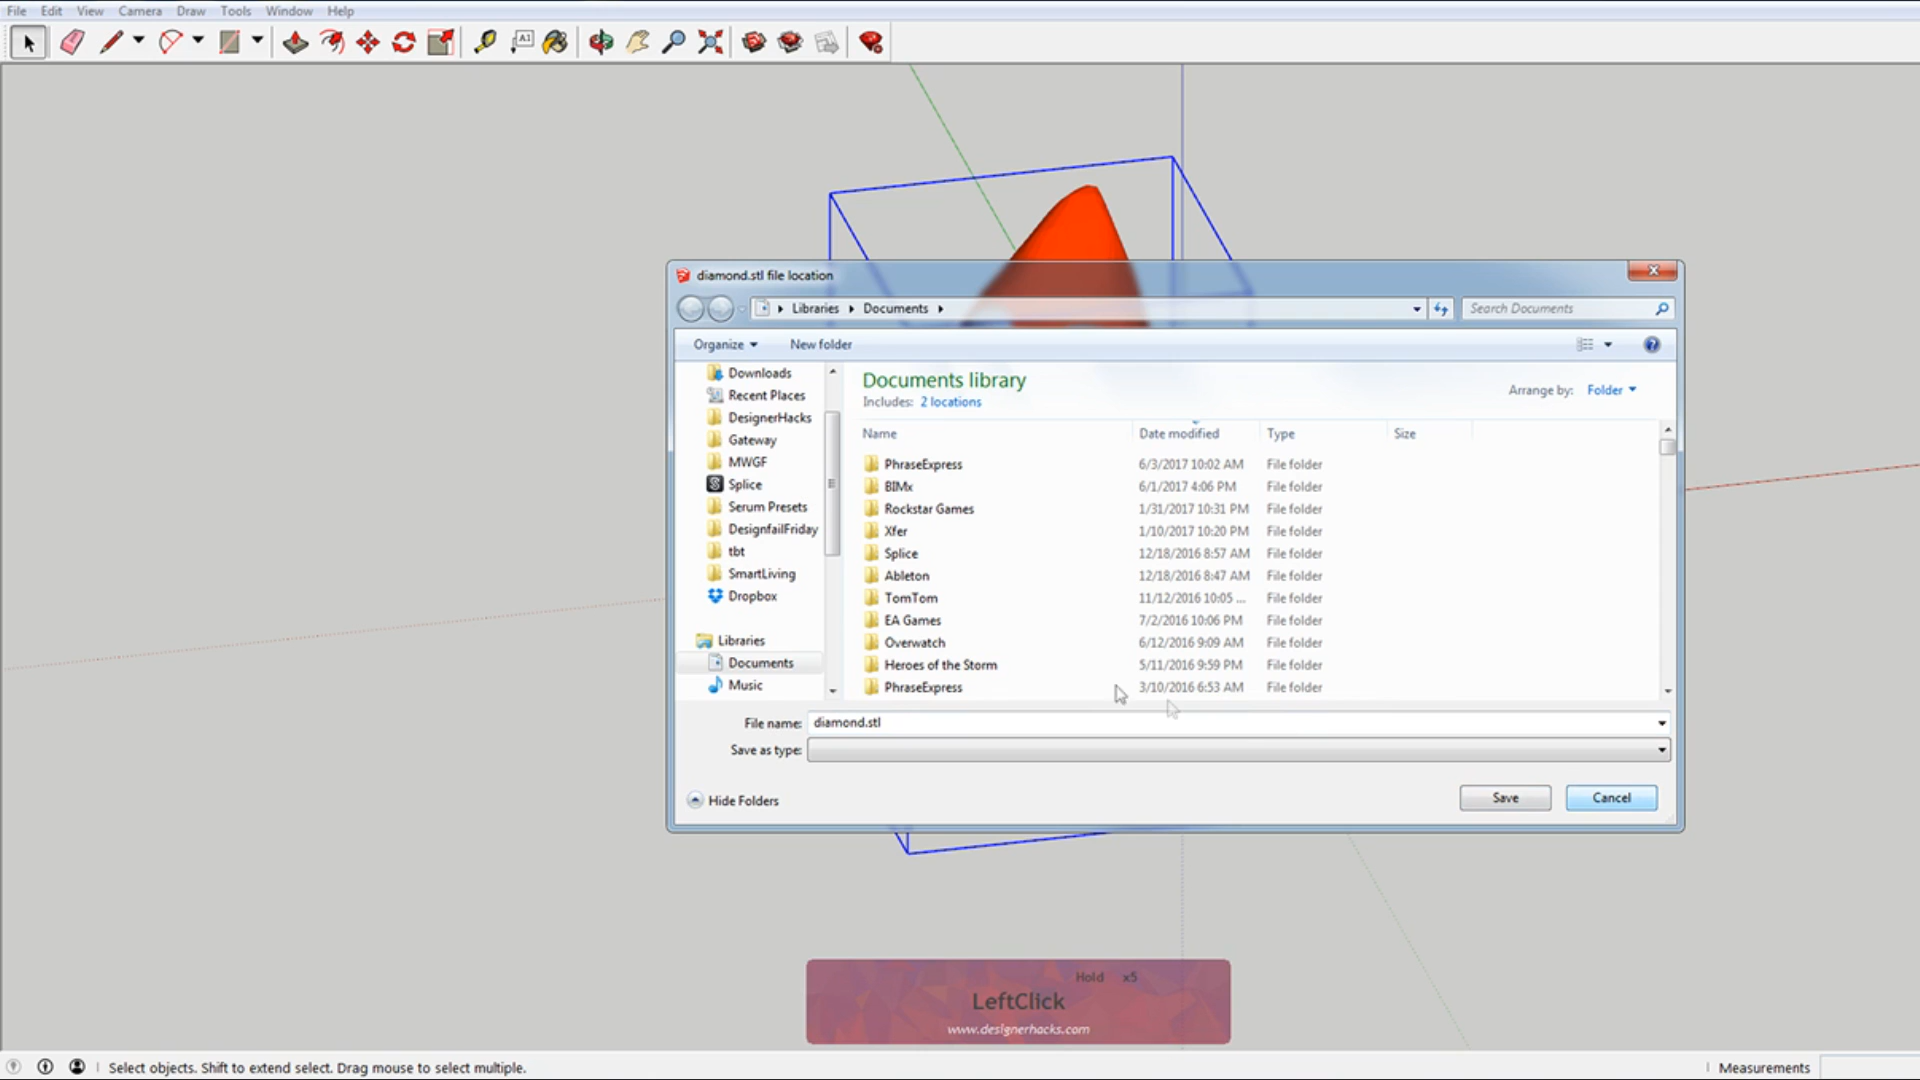 File Edit View Camera Draw Tools Window Help
A1
diamond.stl file location
Libraries Documents
Search Documents
Organize New folder
Downloads
Recent Places
DesignerHacks
Gateway
MWGF
Splice
Serum Presets
DesignfailFriday
tbt
SmartLiving
Dropbox
Libraries
Documents
Music
Documents library
Includes: 2 locations
Arrange by: Folder
Name Date modified Type Size
PhraseExpress 6/3/2017 10:02 AM File folder
BIMx 6/1/2017 4:06 PM File folder
Rockstar Games 1/31/2017 10:31 PM File folder
Xfer 1/10/2017 10:20 PM File folder
Splice 12/18/2016 8:57 AM File folder
Ableton 12/18/2016 8:47 AM File folder
TomTom 11/12/2016 10:05 ... File folder
EA Games 7/2/2016 10:06 PM File folder
Overwatch 6/12/2016 9:09 AM File folder
Heroes of the Storm 5/11/2016 9:59 PM File folder
PhraseExpress 3/10/2016 6:53 AM File folder
File name: diamond.stl
Save as type:
Hide Folders
Save Cancel
Hold x5
LeftClick
www.designerhacks.com
Select objects. Shift to extend select. Drag mouse to select multiple.
Measurements